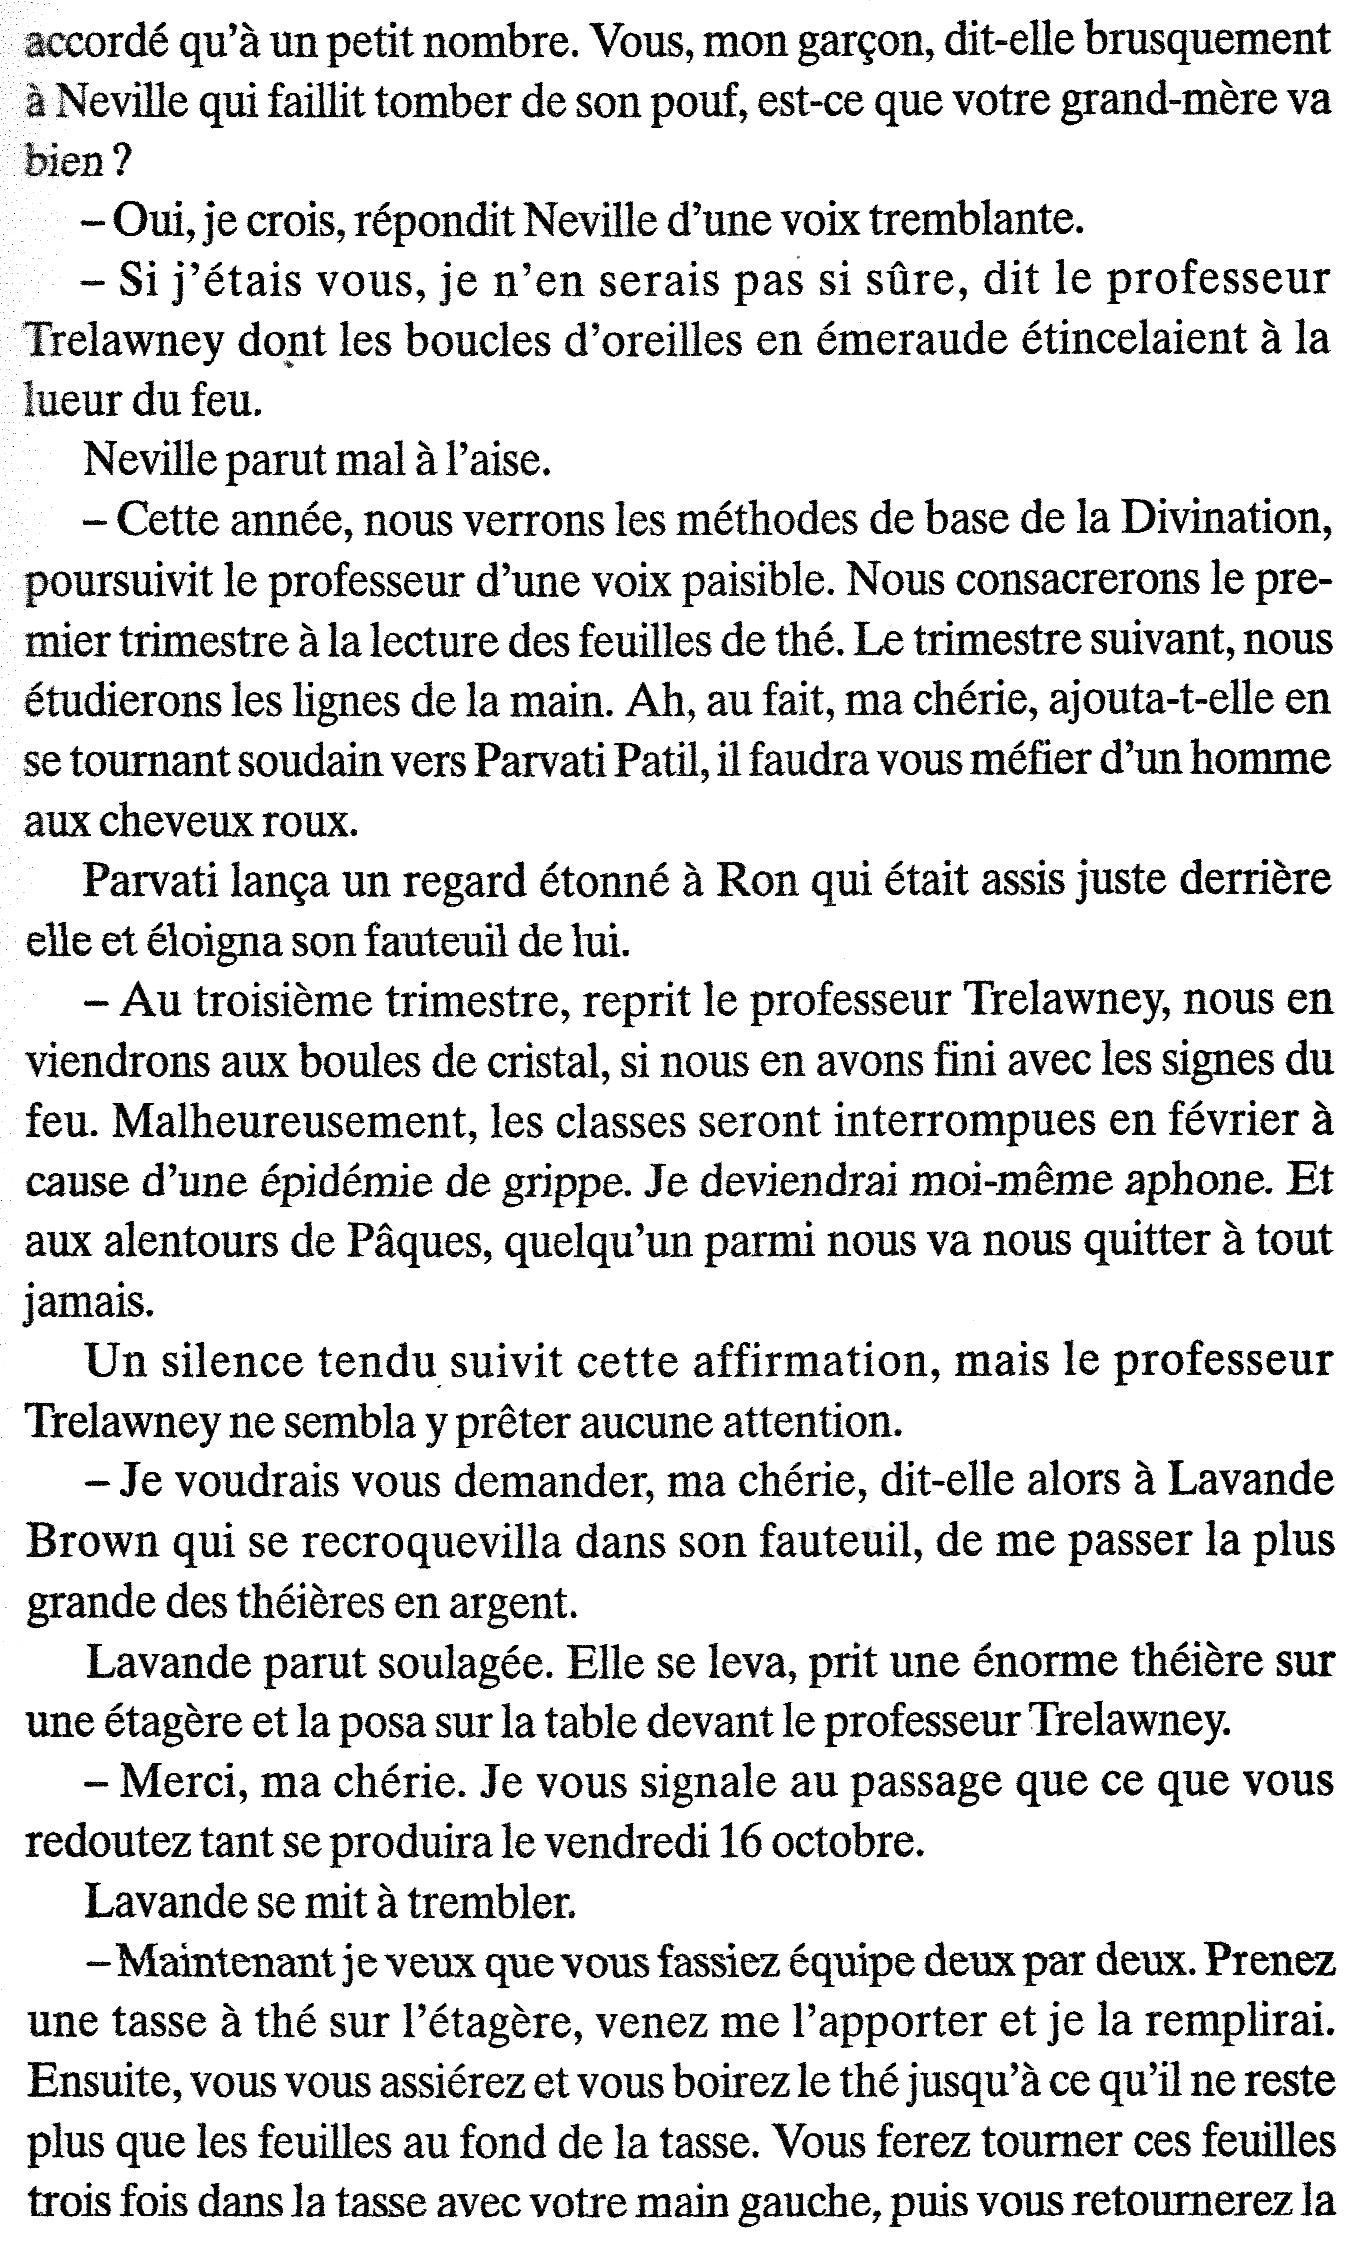 accordé qu'à un petit nombre. Vous, mon garçon, dit-elle brusquement
à Neville qui faillit tomber de son pouf, est-ce que votre grand-mère va
bien ?
– Oui, je crois, répondit Neville d'une voix tremblante.
– Si j'étais vous, je n'en serais pas si sûre, dit le professeur
Trelawney dont les boucles d'oreilles en émeraude étincelaient à la
lueur du feu.
Neville parut mal à l'aise.
– Cette année, nous verrons les méthodes de base de la Divination,
poursuivit le professeur d'une voix paisible. Nous consacrerons le pre-
mier trimestre à la lecture des feuilles de thé. Le trimestre suivant, nous
étudierons les lignes de la main. Ah, au fait, ma chérie, ajouta-t-elle en
se tournant soudain vers Parvati Patil, il faudra vous méfier d'un homme
aux cheveux roux.
Parvati lança un regard étonné à Ron qui était assis juste derrière
elle et éloigna son fauteuil de lui.
– Au troisième trimestre, reprit le professeur Trelawney, nous en
viendrons aux boules de cristal, si nous en avons fini avec les signes du
feu. Malheureusement, les classes seront interrompues en février à
cause d'une épidémie de grippe. Je deviendrai moi-même aphone. Et
aux alentours de Pâques, quelqu'un parmi nous va nous quitter à tout
jamais.
Un silence tendu suivit cette affirmation, mais le professeur
Trelawney ne sembla y prêter aucune attention.
– Je voudrais vous demander, ma chérie, dit-elle alors à Lavande
Brown qui se recroquevilla dans son fauteuil, de me passer la plus
grande des théières en argent.
Lavande parut soulagée. Elle se leva, prit une énorme théière sur
une étagère et la posa sur la table devant le professeur Trelawney.
– Merci, ma chérie. Je vous signale au passage que ce que vous
redoutez tant se produira le vendredi 16 octobre.
Lavande se mit à trembler.
– Maintenant je veux que vous fassiez équipe deux par deux. Prenez
une tasse à thé sur l'étagère, venez me l'apporter et je la remplirai.
Ensuite, vous vous assiérez et vous boirez le thé jusqu'à ce qu'il ne reste
plus que les feuilles au fond de la tasse. Vous ferez tourner ces feuilles
trois fois dans la tasse avec votre main gauche, puis vous retournerez la